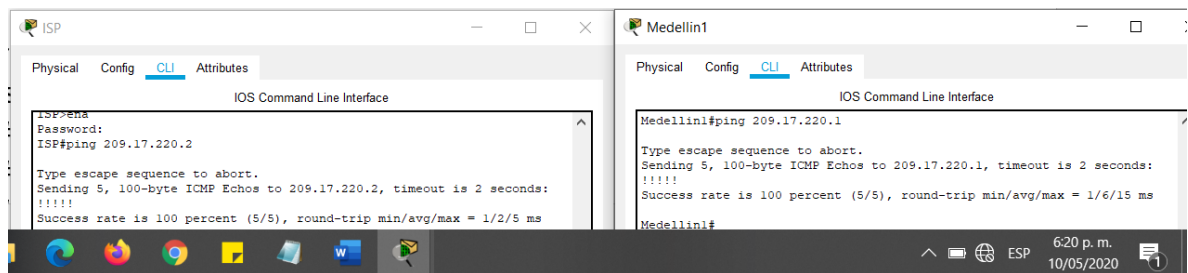 ISP
Physical Config CLI Attributes
IOS Command Line Interface
ISP>ena
Password:
ISP#ping 209.17.220.2
Type escape sequence to abort.
Sending 5, 100-byte ICMP Echos to 209.17.220.2, timeout is 2 seconds:
!!!!!
Success rate is 100 percent (5/5), round-trip min/avg/max = 1/2/5 ms
Medellin1
Physical Config CLI Attributes
IOS Command Line Interface
Medellin1#ping 209.17.220.1
Type escape sequence to abort.
Sending 5, 100-byte ICMP Echos to 209.17.220.1, timeout is 2 seconds:
!!!!!
Success rate is 100 percent (5/5), round-trip min/avg/max = 1/6/15 ms
Medellin1#
ESP
6:20 p. m.
10/05/2020
1